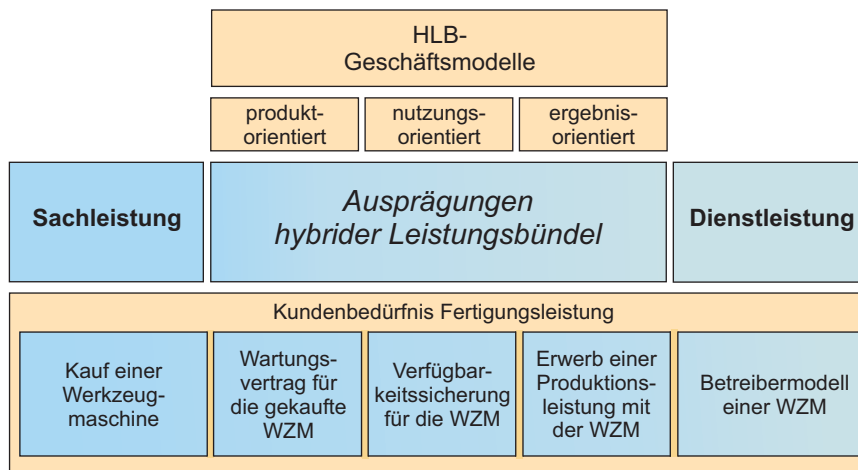 HLB-
Geschäftsmodelle
produkt-
orientiert
nutzungs-
orientiert
ergebnis-
orientiert
Sachleistung
Ausprägungen
hybrider Leistungsbündel
Dienstleistung
Kundenbedürfnis Fertigungsleistung
Kauf einer
Werkzeug-
maschine
Wartungs-
vertrag für
die gekaufte
WZM
Verfügbar-
keitssicherung
für die WZM
Erwerb einer
Produktions-
leistung mit
der WZM
Betreibermodell
einer WZM